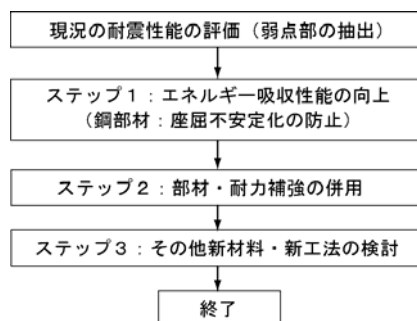 現況の耐震性能の評価（弱点部の抽出）
ステップ１：エネルギー吸収性能の向上
（鋼部材：座屈不安定化の防止）
ステップ２：部材・耐力補強の併用
ステップ３：その他新材料・新工法の検討
終了